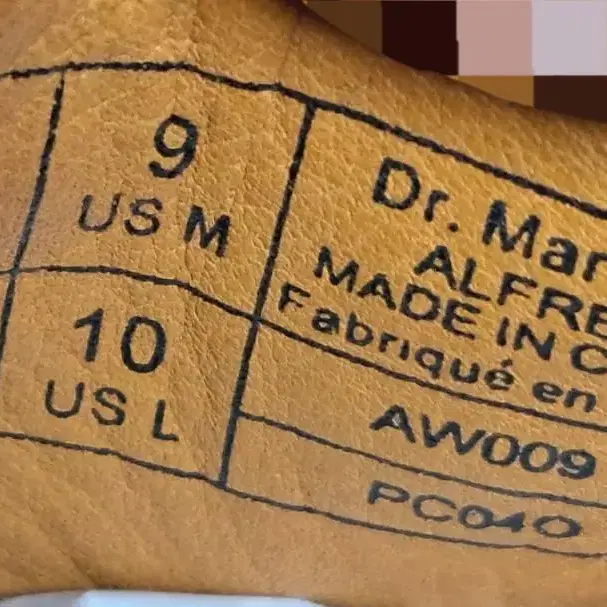 9
US M
10
US L
Dr. Mar
ALFRE
MADE IN C
Fabriqué en
AW009
PC040